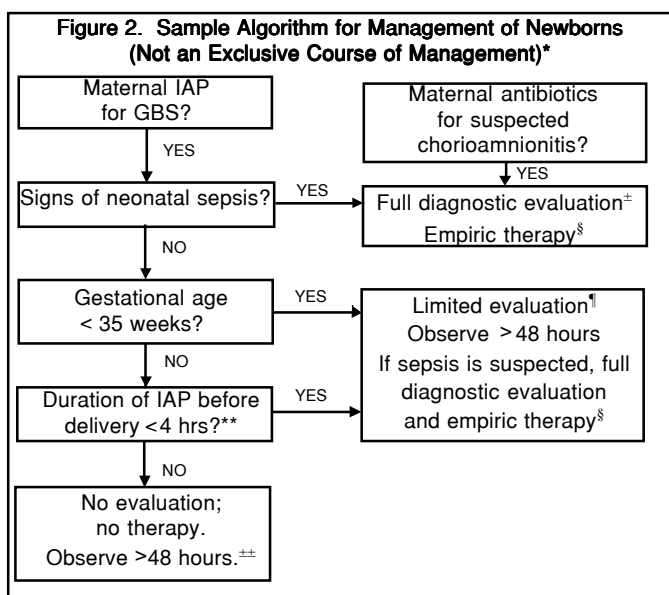 Figure 2. Sample Algorithm for Management of Newborns
(Not an Exclusive Course of Management)*
Maternal IAP
for GBS?
YES
Signs of neonatal sepsis?
YES
Maternal antibiotics
for suspected
chorioamnionitis?
YES
Full diagnostic evaluation±
Empiric therapy§
NO
Gestational age
< 35 weeks?
YES
Limited evaluation¶
Observe >48 hours
If sepsis is suspected, full
diagnostic evaluation
and empiric therapy§
NO
Duration of IAP before
delivery <4 hrs?**
YES
NO
No evaluation;
no therapy.
Observe >48 hours.±±